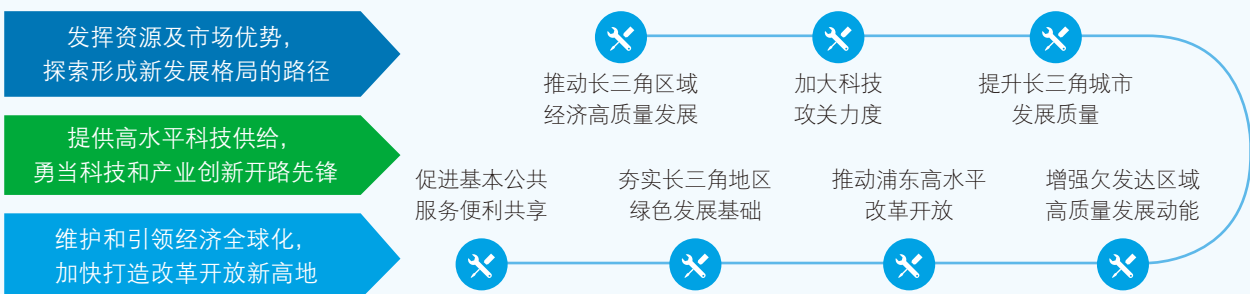 发挥资源及市场优势，
探索形成新发展格局的路径
提供高水平科技供给，
勇当科技和产业创新开路先锋
维护和引领经济全球化，
加快打造改革开放新高地
推动长三角区域
经济高质量发展
加大科技
攻关力度
提升长三角城市
发展质量
增强欠发达区域
高质量发展动能
推动浦东高水平
改革开放
夯实长三角地区
绿色发展基础
促进基本公共
服务便利共享